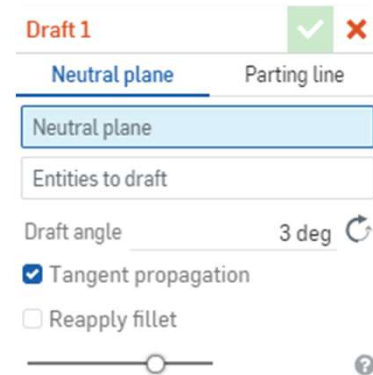 Draft 1
Neutral plane Parting line
Neutral plane
Entities to draft
Draft angle 3 deg
Tangent propagation
Reapply fillet
?